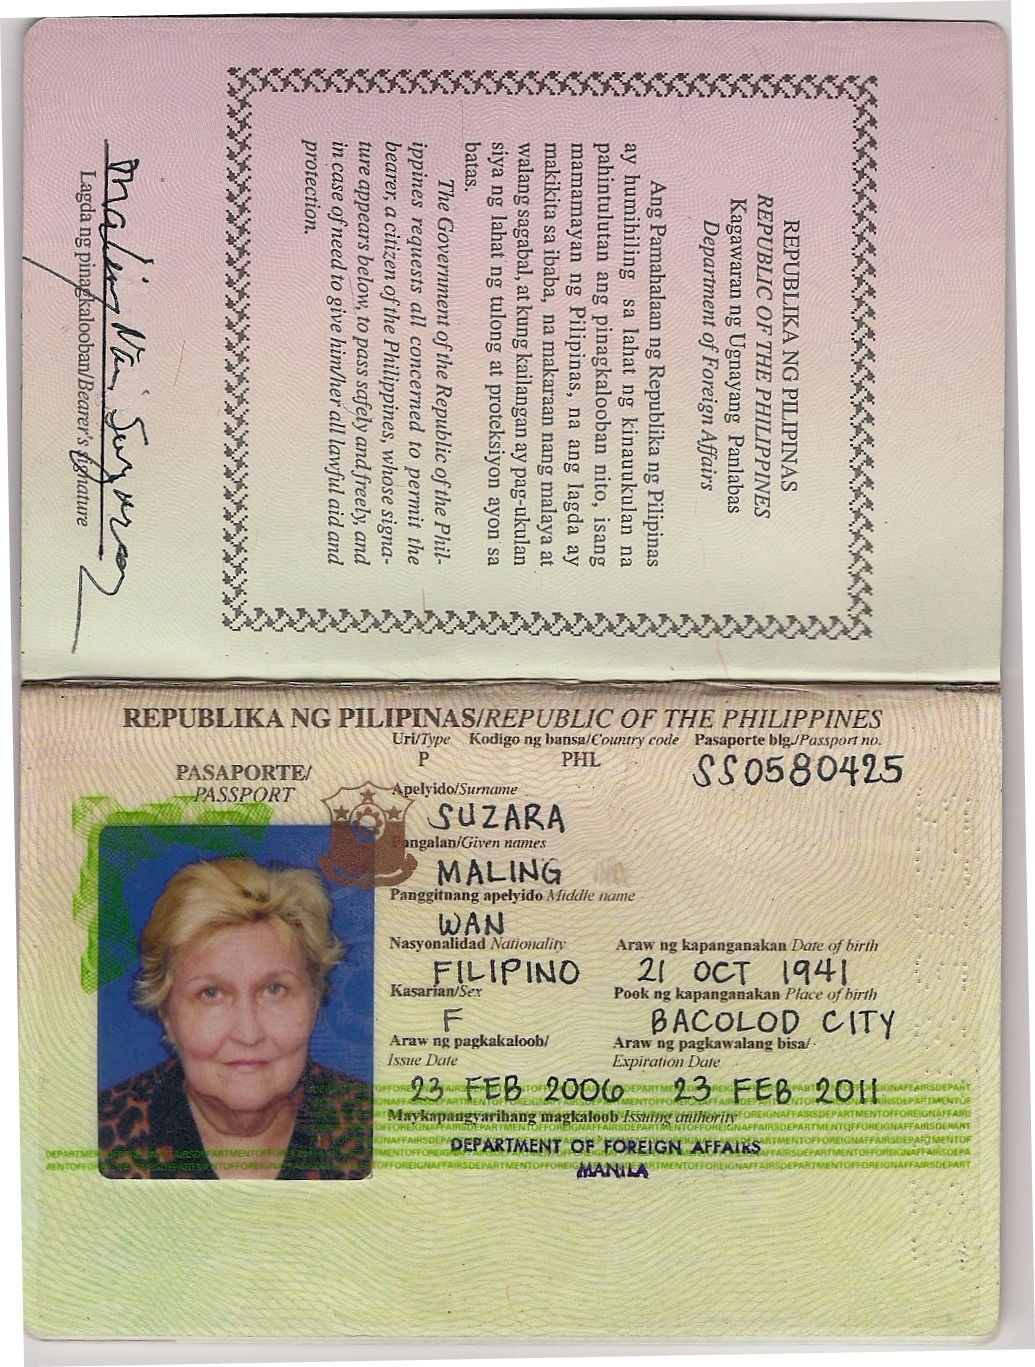 REPUBLIKA NG PILIPINAS
REPUBLIC OF THE PHILIPPINES
Kagawaran ng Ugnayang Panlabas
Department of Foreign Affairs
Ang Pamahalaan ng Republika ng Pilipinas
ay humihiling sa lahat ng kinauukulan na
pahintulutan ang pinagkalooban nito, isang
mamamayan ng Pilipinas, na ang lagda ay
makikita sa ibaba, na makaraan nang malaya at
walang sagabal, at kung kailangan ay pag-ukulan
siya ng lahat ng tulong at proteksiyon ayon sa
batas.
The Government of the Republic of the Phil-
ippines requests all concerned to permit the
bearer, a citizen of the Philippines, whose signa-
ture appears below, to pass safely and freely, and
in case of need to give him/her all lawful aid and
protection.
Maling Wan Suzara
Lagda ng pinagkalooban/Bearer's signature
REPUBLIKA NG PILIPINAS/REPUBLIC OF THE PHILIPPINES
Uri/Type Kodigo ng bansa/Country code Pasaporte blg./Passport no.
P PHL SS0580425
PASAPORTE/
PASSPORT
Apelyido/Surname
SUZARA
Pangalan/Given names
MALING
Panggitnang apelyido Middle name
WAN
Nasyonalidad Nationality Araw ng kapanganakan Date of birth
FILIPINO 21 OCT 1941
Kasarian/Sex Pook ng kapanganakan Place of birth
F BACOLOD CITY
Araw ng pagkakaloob/ Araw ng pagkawalang bisa/
Issue Date Expiration Date
23 FEB 2006 23 FEB 2011
Maykapangyarihang magkaloob Issuing authority
DEPARTMENT OF FOREIGN AFFAIRS
MANILA